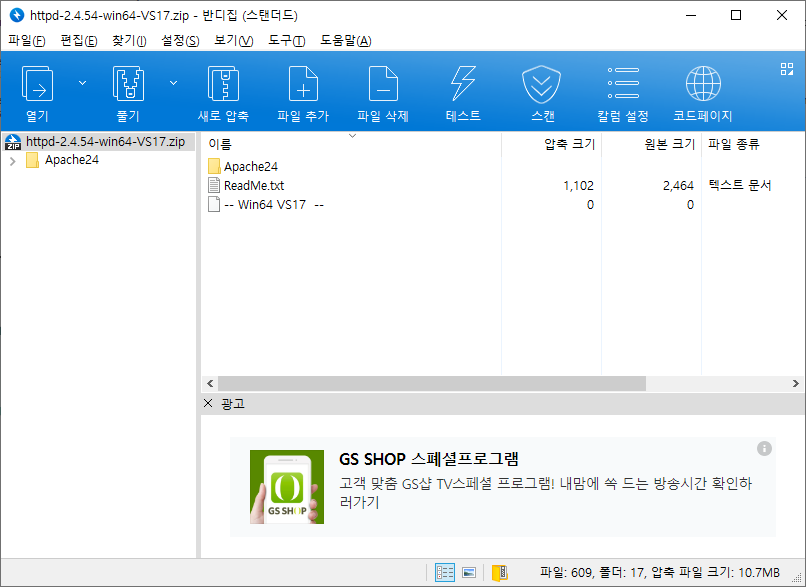 httpd-2.4.54-win64-VS17.zip - 반디집 (스탠더드)
파일(F) 편집(E) 찾기(I) 설정(S) 보기(V) 도구(T) 도움말(A)
열기 풀기 새로 압축 파일 추가 파일 삭제 테스트 스캔 칼럼 설정 코드페이지
ZIP httpd-2.4.54-win64-VS17.zip
Apache24
이름 압축 크기 원본 크기 파일 종류
Apache24
ReadMe.txt 1,102 2,464 텍스트 문서
-- Win64 VS17 -- 0 0
광고
GS SHOP
GS SHOP 스페셜프로그램
고객 맞춤 GS샵 TV스페셜 프로그램! 내맘에 쏙 드는 방송시간 확인하
러가기
파일: 609, 폴더: 17, 압축 파일 크기: 10.7MB